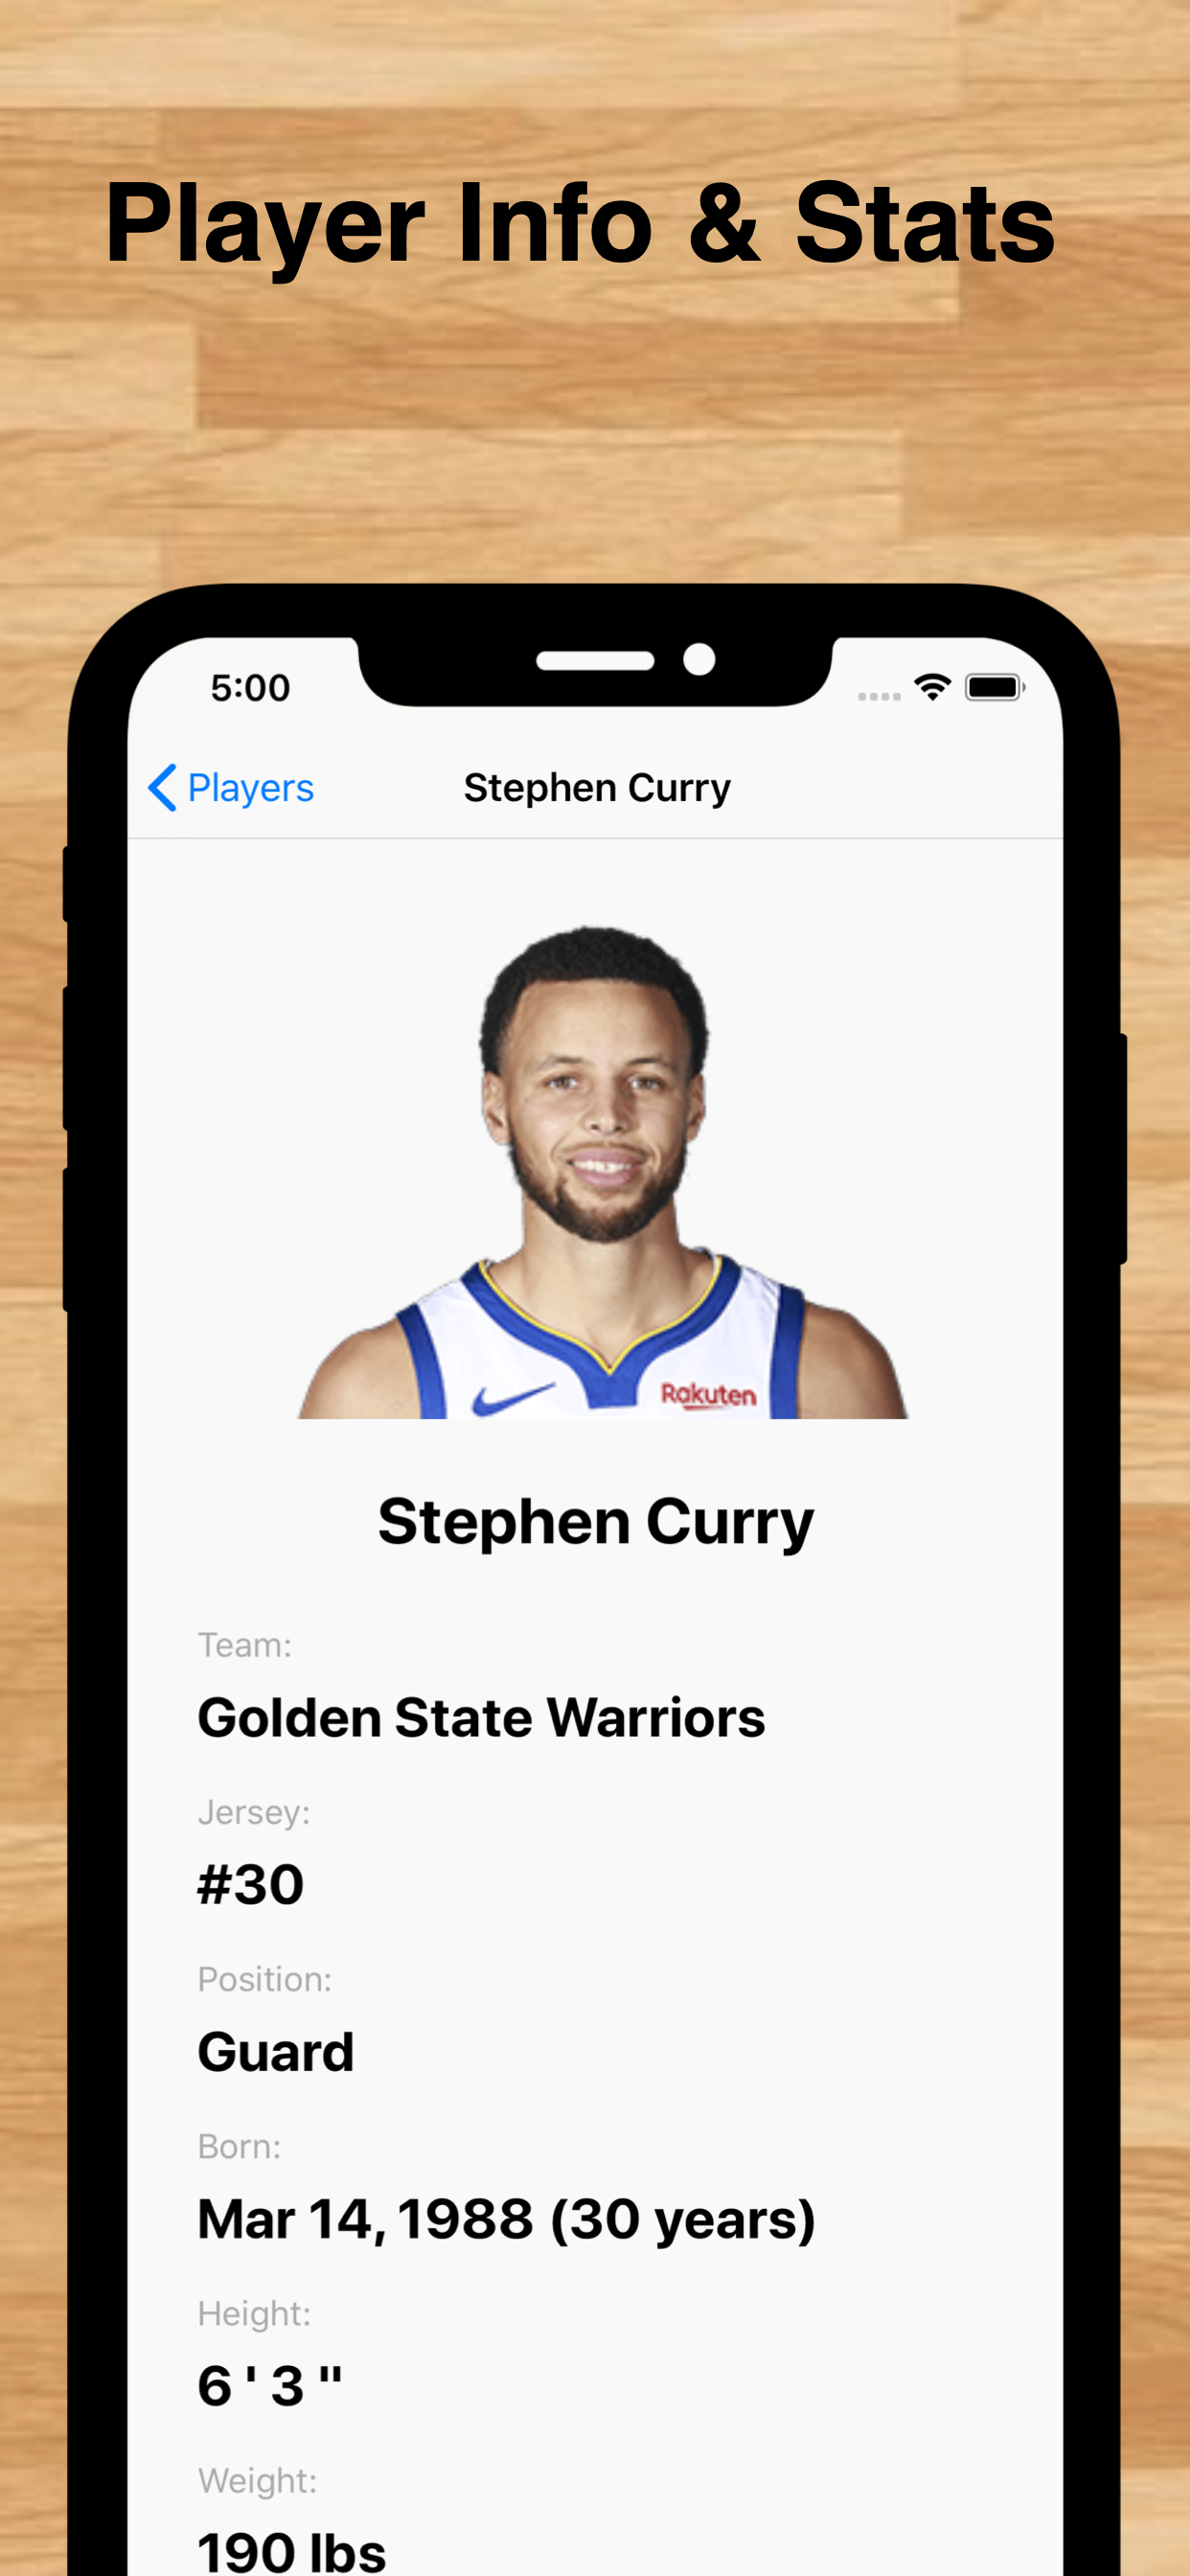 Player Info & Stats
5:00
Players
Stephen Curry
Rakuten
Stephen Curry
Team:
Golden State Warriors
Jersey:
#30
Position:
Guard
Born:
Mar 14, 1988 (30 years)
Height:
6 ' 3 "
Weight:
190 lbs